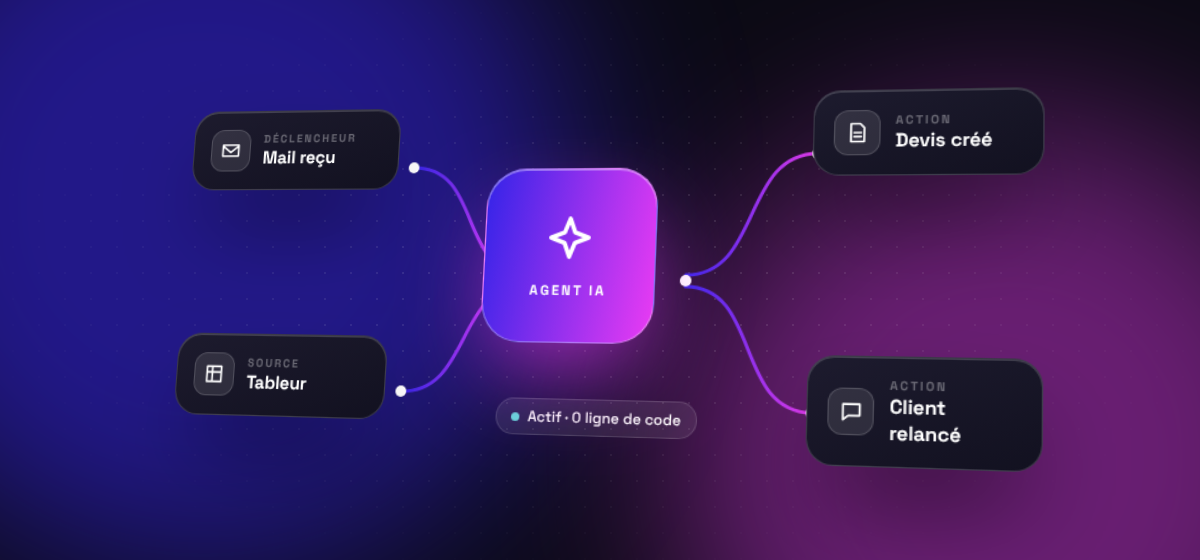 DÉCLENCHEUR
Mail reçu
SOURCE
Tableur
AGENT IA
Actif · 0 ligne de code
ACTION
Devis créé
ACTION
Client
relancé